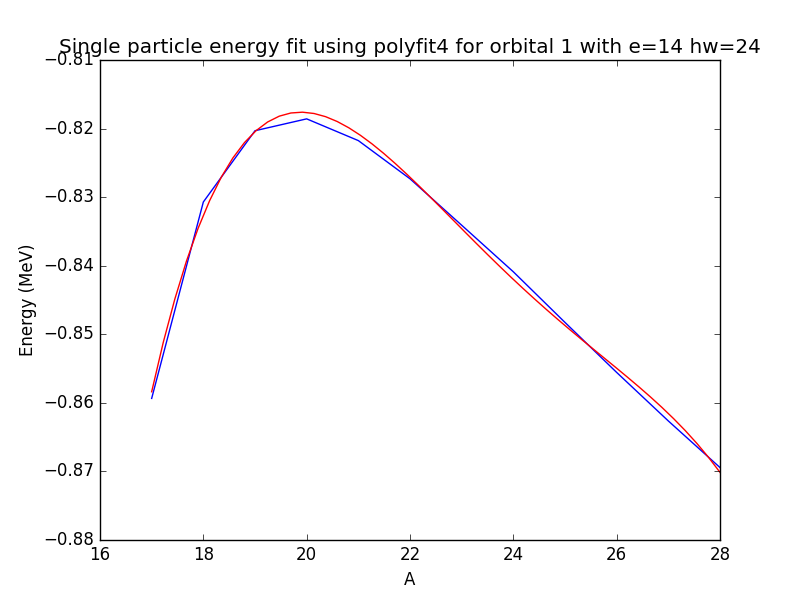 Single particle energy fit using polyfit4 for orbital 1 with e=14 hw=24
−0.81
−0.82
−0.83
−0.84
−0.85
−0.86
−0.87
−0.88
Energy (MeV)
16 18 20 22 24 26 28
A